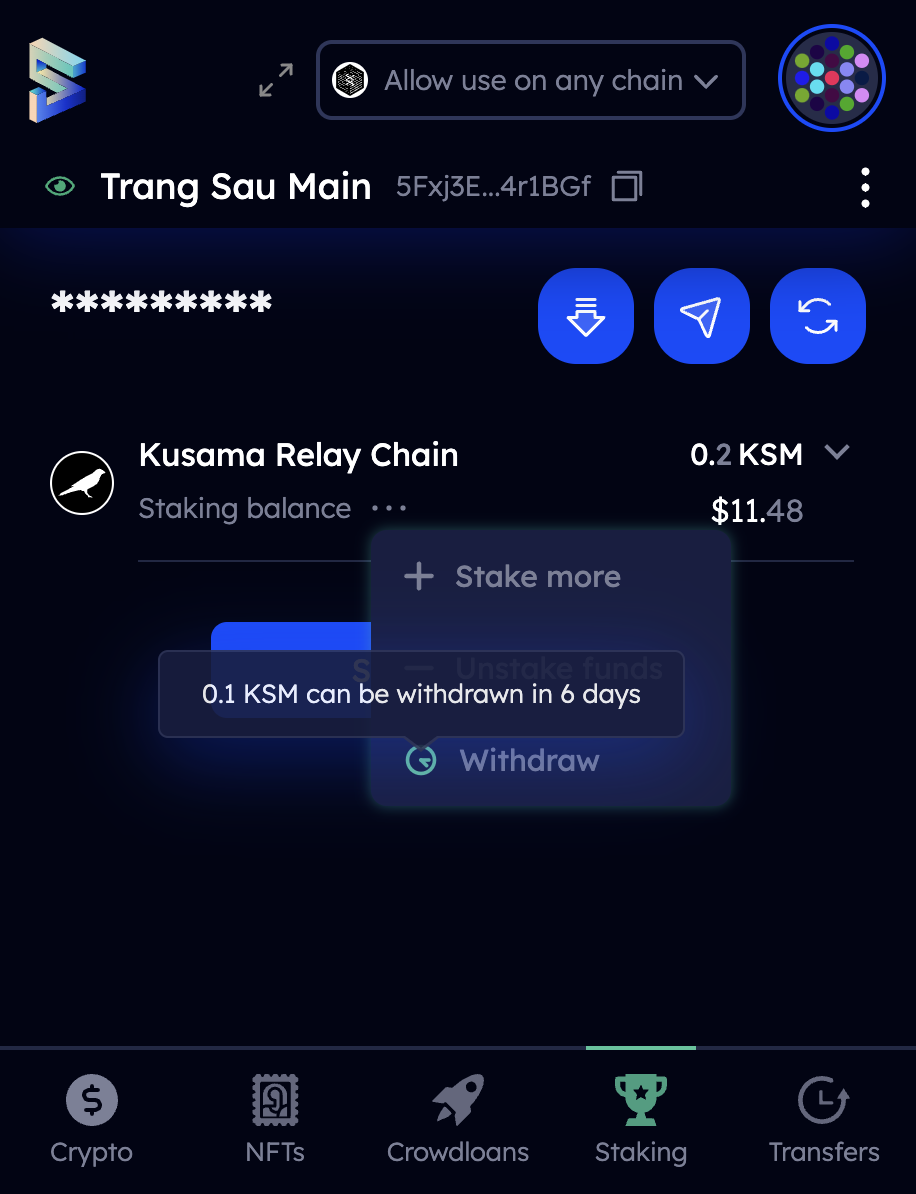 Allow use on any chain
Trang Sau Main 5Fxj3E...4r1BGf
*********
Kusama Relay Chain 0.2 KSM
Staking balance ... $11.48
Stake more
S
Unstake funds
0.1 KSM can be withdrawn in 6 days
Withdraw
Crypto NFTs Crowdloans Staking Transfers